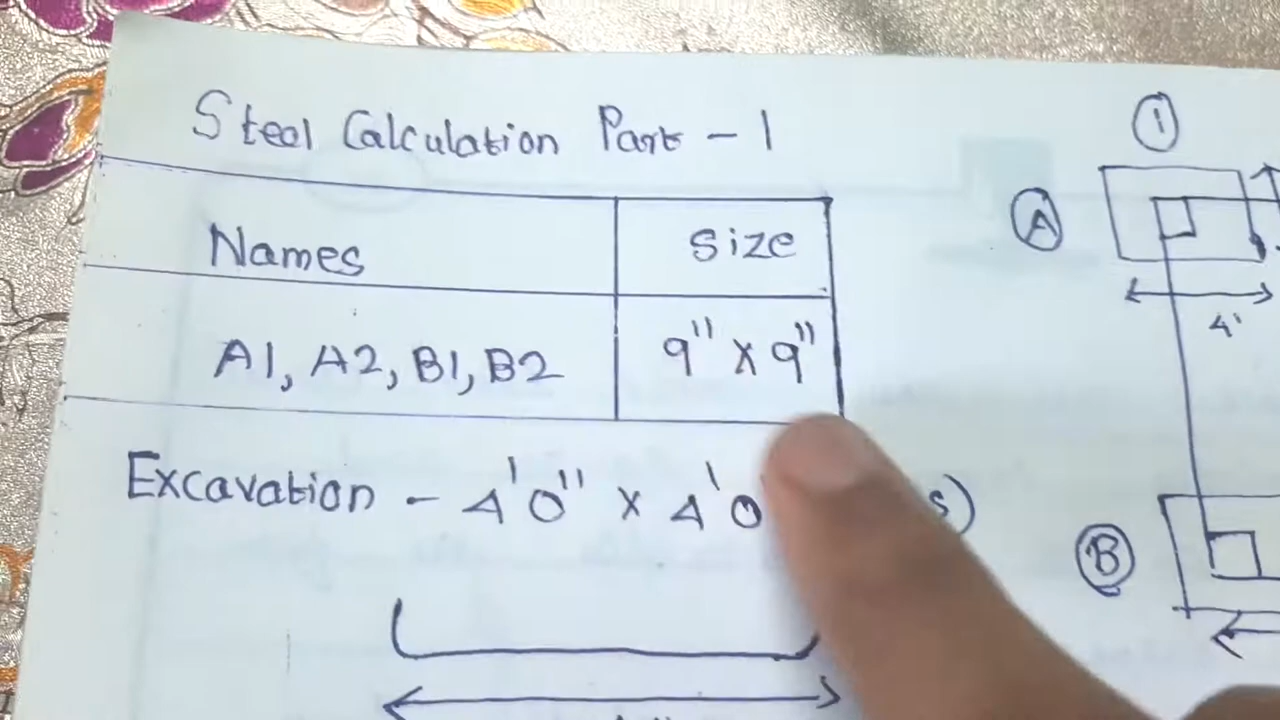 Steel Calculation Part - 1
Names Size
A1, A2, B1, B2 9" x 9"
Excavation - 4'0" x 4'0 s)
1
A
4'
B